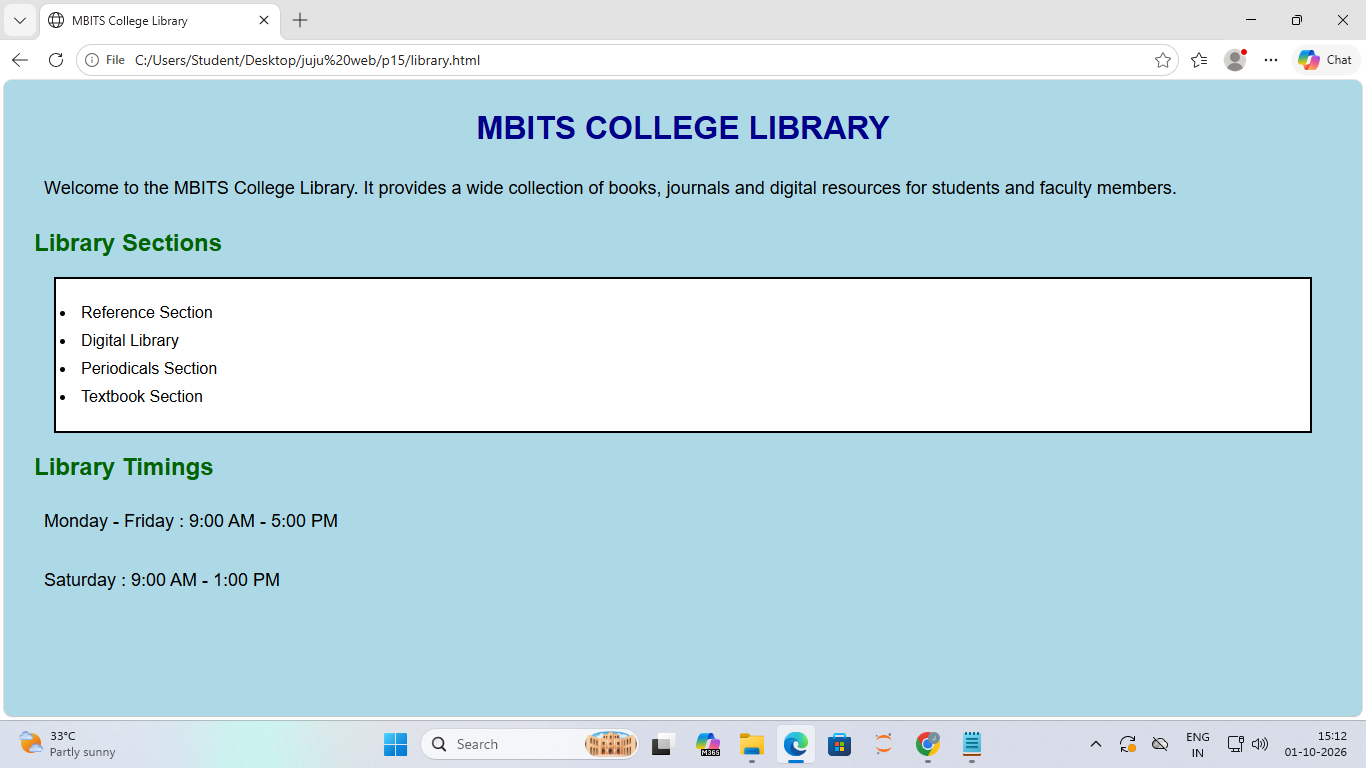 MBITS College Library
File C:/Users/Student/Desktop/juju%20web/p15/library.html
Chat
MBITS COLLEGE LIBRARY
Welcome to the MBITS College Library. It provides a wide collection of books, journals and digital resources for students and faculty members.
Library Sections
Reference Section
Digital Library
Periodicals Section
Textbook Section
Library Timings
Monday - Friday : 9:00 AM - 5:00 PM
Saturday : 9:00 AM - 1:00 PM
33°C
Partly sunny
Search
M365
ENG
IN
15:12
01-10-2026